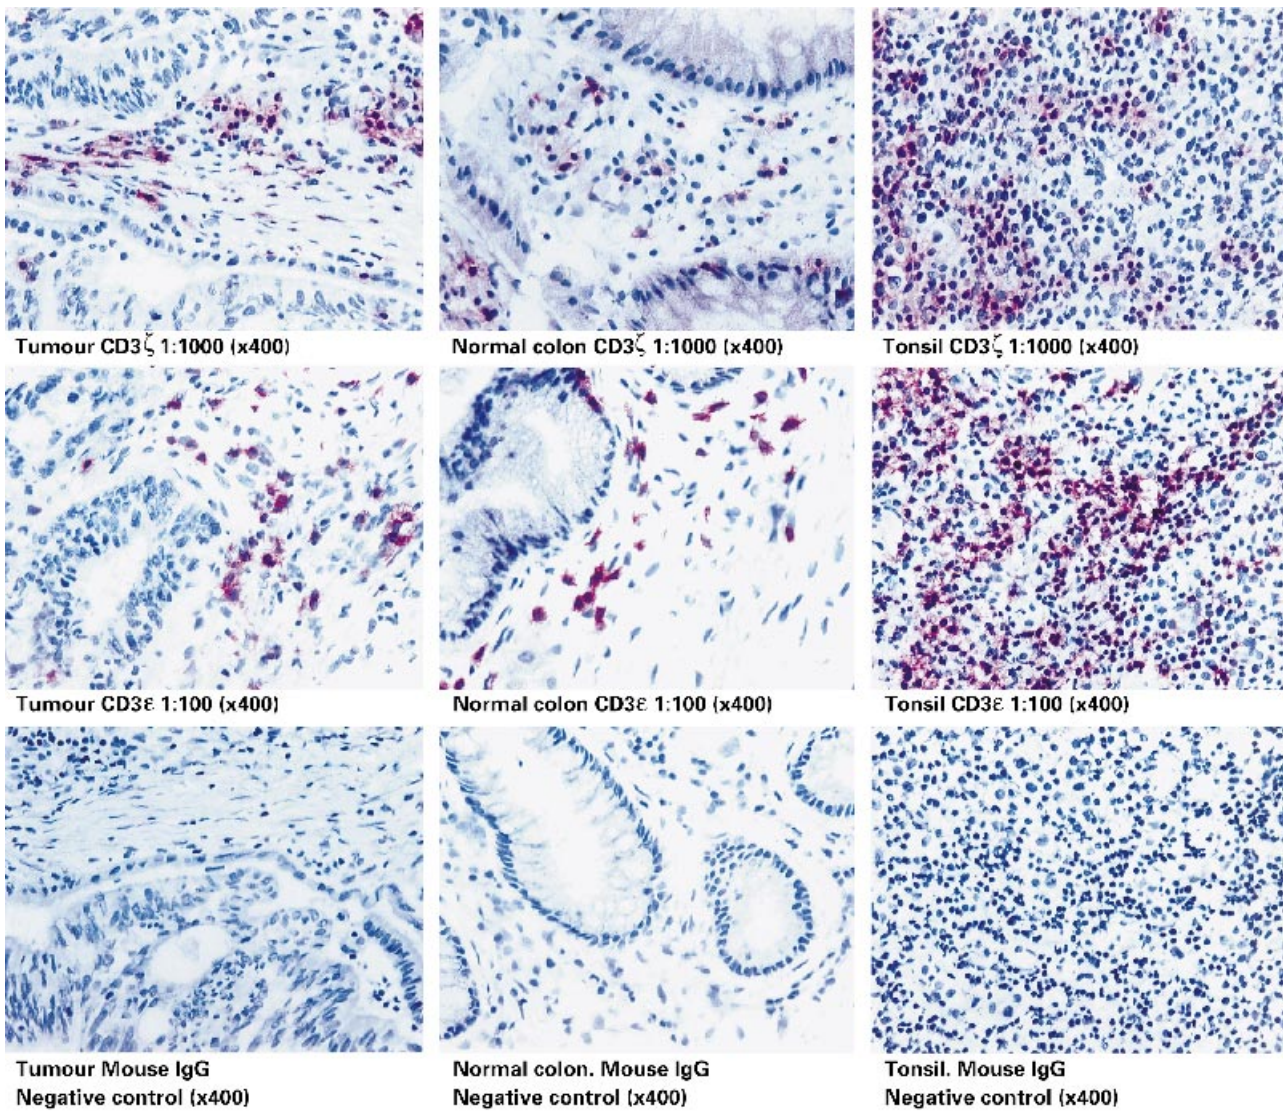 Tumour CD3ζ 1:1000 (x400)
Normal colon CD3ζ 1:1000 (x400)
Tonsil CD3ζ 1:1000 (x400)
Tumour CD3ε 1:100 (x400)
Normal colon CD3ε 1:100 (x400)
Tonsil CD3ε 1:100 (x400)
Tumour Mouse IgG
Negative control (x400)
Normal colon. Mouse IgG
Negative control (x400)
Tonsil. Mouse IgG
Negative control (x400)